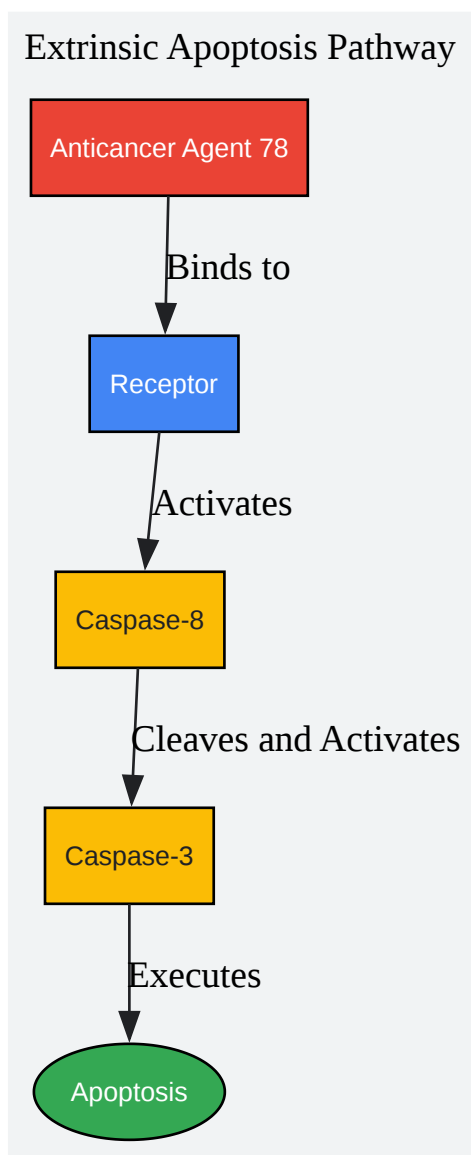 Extrinsic Apoptosis Pathway
Anticancer Agent 78
Binds to
Receptor
Activates
Caspase-8
Cleaves and Activates
Caspase-3
Executes
Apoptosis